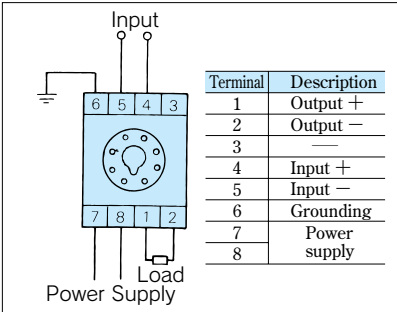 Input
6 5 4 3
7 8 1 2
Load
Power Supply
Terminal Description
1 Output +
2 Output −
3 —
4 Input +
5 Input −
6 Grounding
7 Power
8 supply